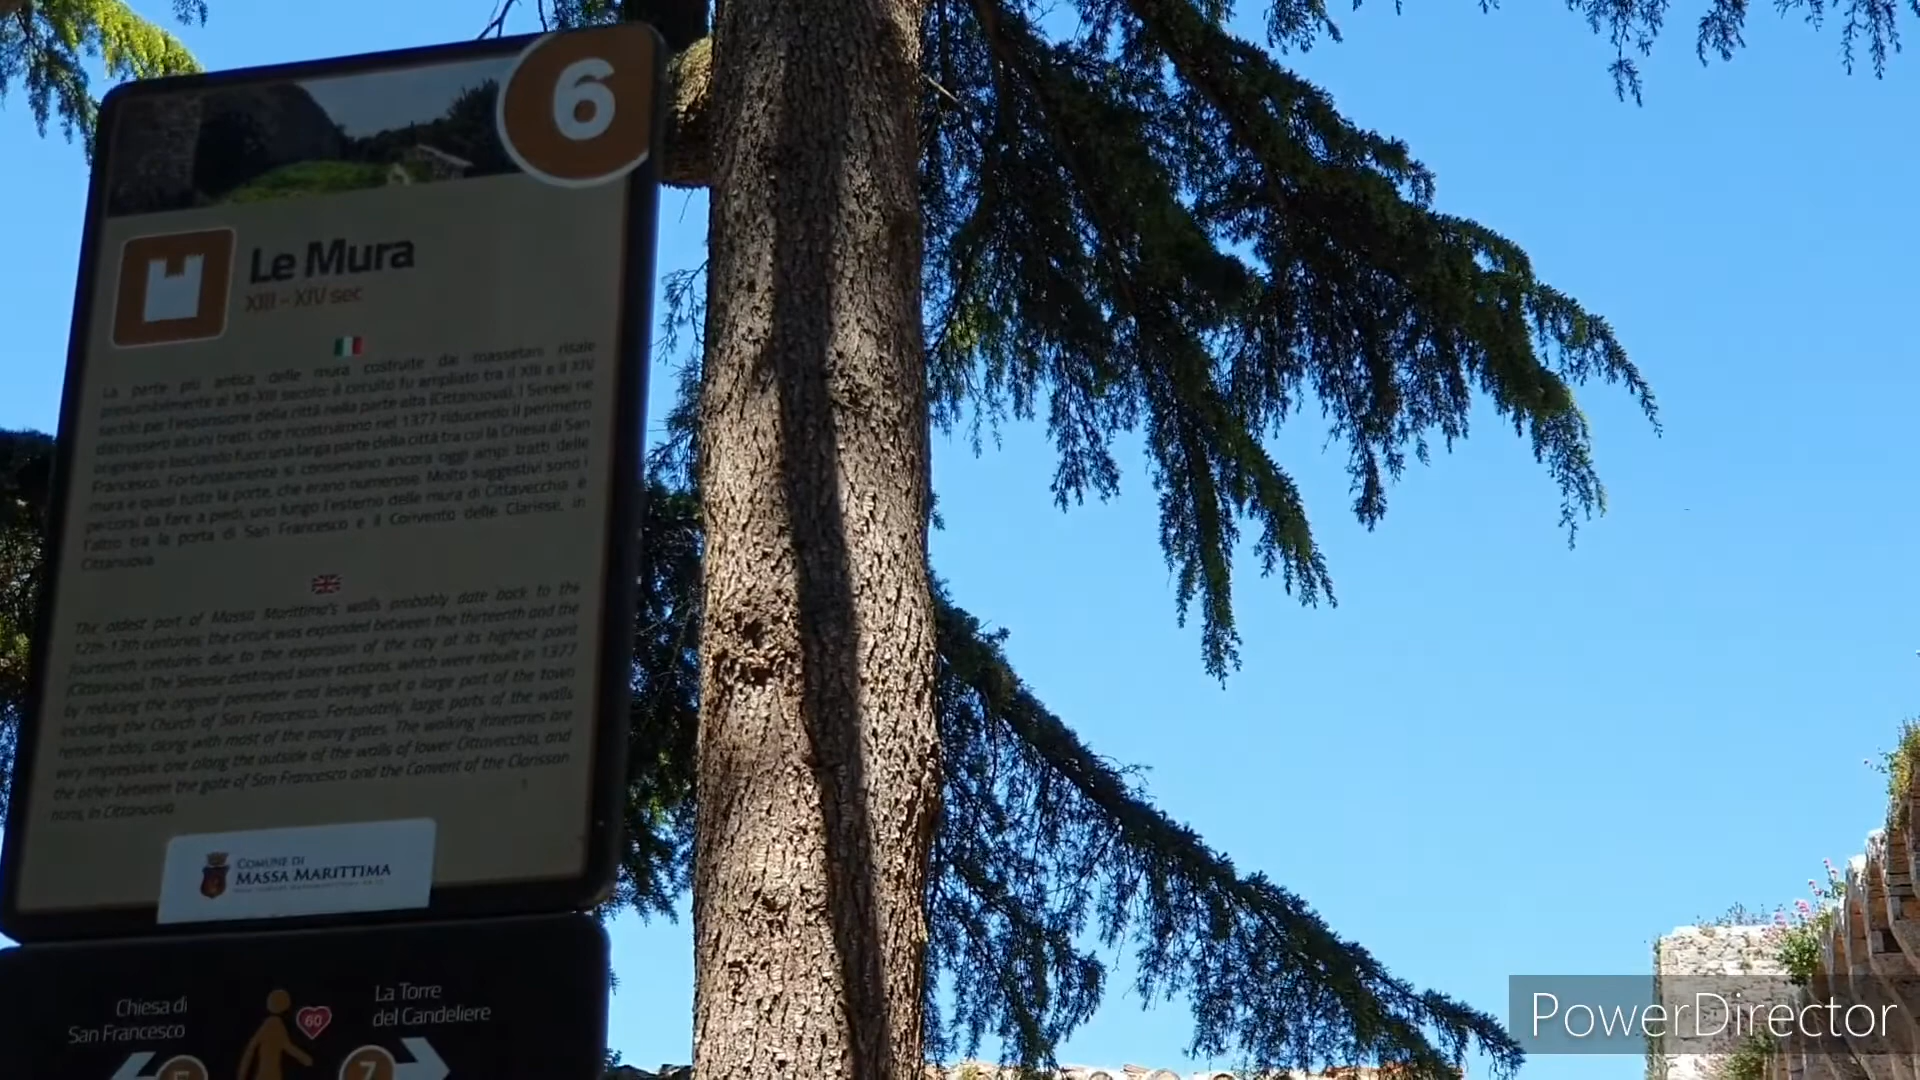 6
Le Mura
XIII - XIV sec
La parte più antica delle mura costruite dai massetani risale
presumibilmente al XII-XIII secolo; il circuito fu ampliato tra il XIII e il XIV
secolo per l'espansione della città nella parte alta (Cittanuova). I Senesi ne
distrussero alcuni tratti, che ricostruirono nel 1377 riducendo il perimetro
originario e lasciando fuori una larga parte della città tra cui la Chiesa di San
Francesco. Fortunatamente si conservano ancora oggi ampi tratti delle
mura e quasi tutte le porte, che erano numerose. Molto suggestivi sono i
percorsi da fare a piedi, uno lungo l'esterno delle mura di Cittavecchia e
l'altro tra la porta di San Francesco e il Convento delle Clarisse, in
Cittanuova.
The oldest part of Massa Marittima's walls probably date back to the
12th-13th centuries; the circuit was expanded between the thirteenth and the
fourteenth centuries due to the expansion of the city at its highest point
(Cittanuova). The Sienese destroyed some sections, which were rebuilt in 1377
by reducing the original perimeter and leaving out a large part of the town
including the Church of San Francesco. Fortunately, large parts of the walls
remain today, along with most of the many gates. The walking itineraries are
very impressive: one along the outside of the walls of lower Cittavecchia, and
the other between the gate of San Francesco and the Convent of the Clarissan
nuns, in Cittanuova.
COMUNE DI
MASSA MARITTIMA
Chiesa di
San Francesco
60
La Torre
del Candeliere
7
PowerDirector